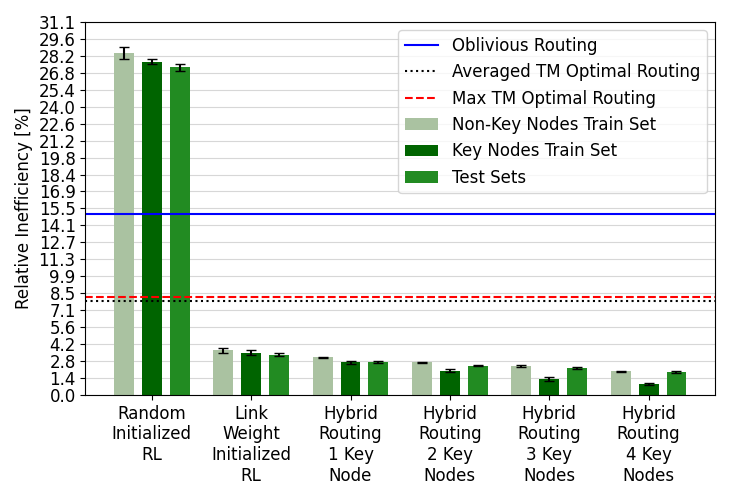 31.1
29.6
28.2
26.8
25.4
24.0
22.6
21.2
19.8
18.4
16.9
15.5
14.1
12.7
11.3
9.9
8.5
7.1
5.6
4.2
2.8
1.4
0.0
Relative Inefficiency [%]
Oblivious Routing
Averaged TM Optimal Routing
Max TM Optimal Routing
Non-Key Nodes Train Set
Key Nodes Train Set
Test Sets
Random
Initialized
RL
Link
Weight
Initialized
RL
Hybrid
Routing
1 Key
Node
Hybrid
Routing
2 Key
Nodes
Hybrid
Routing
3 Key
Nodes
Hybrid
Routing
4 Key
Nodes